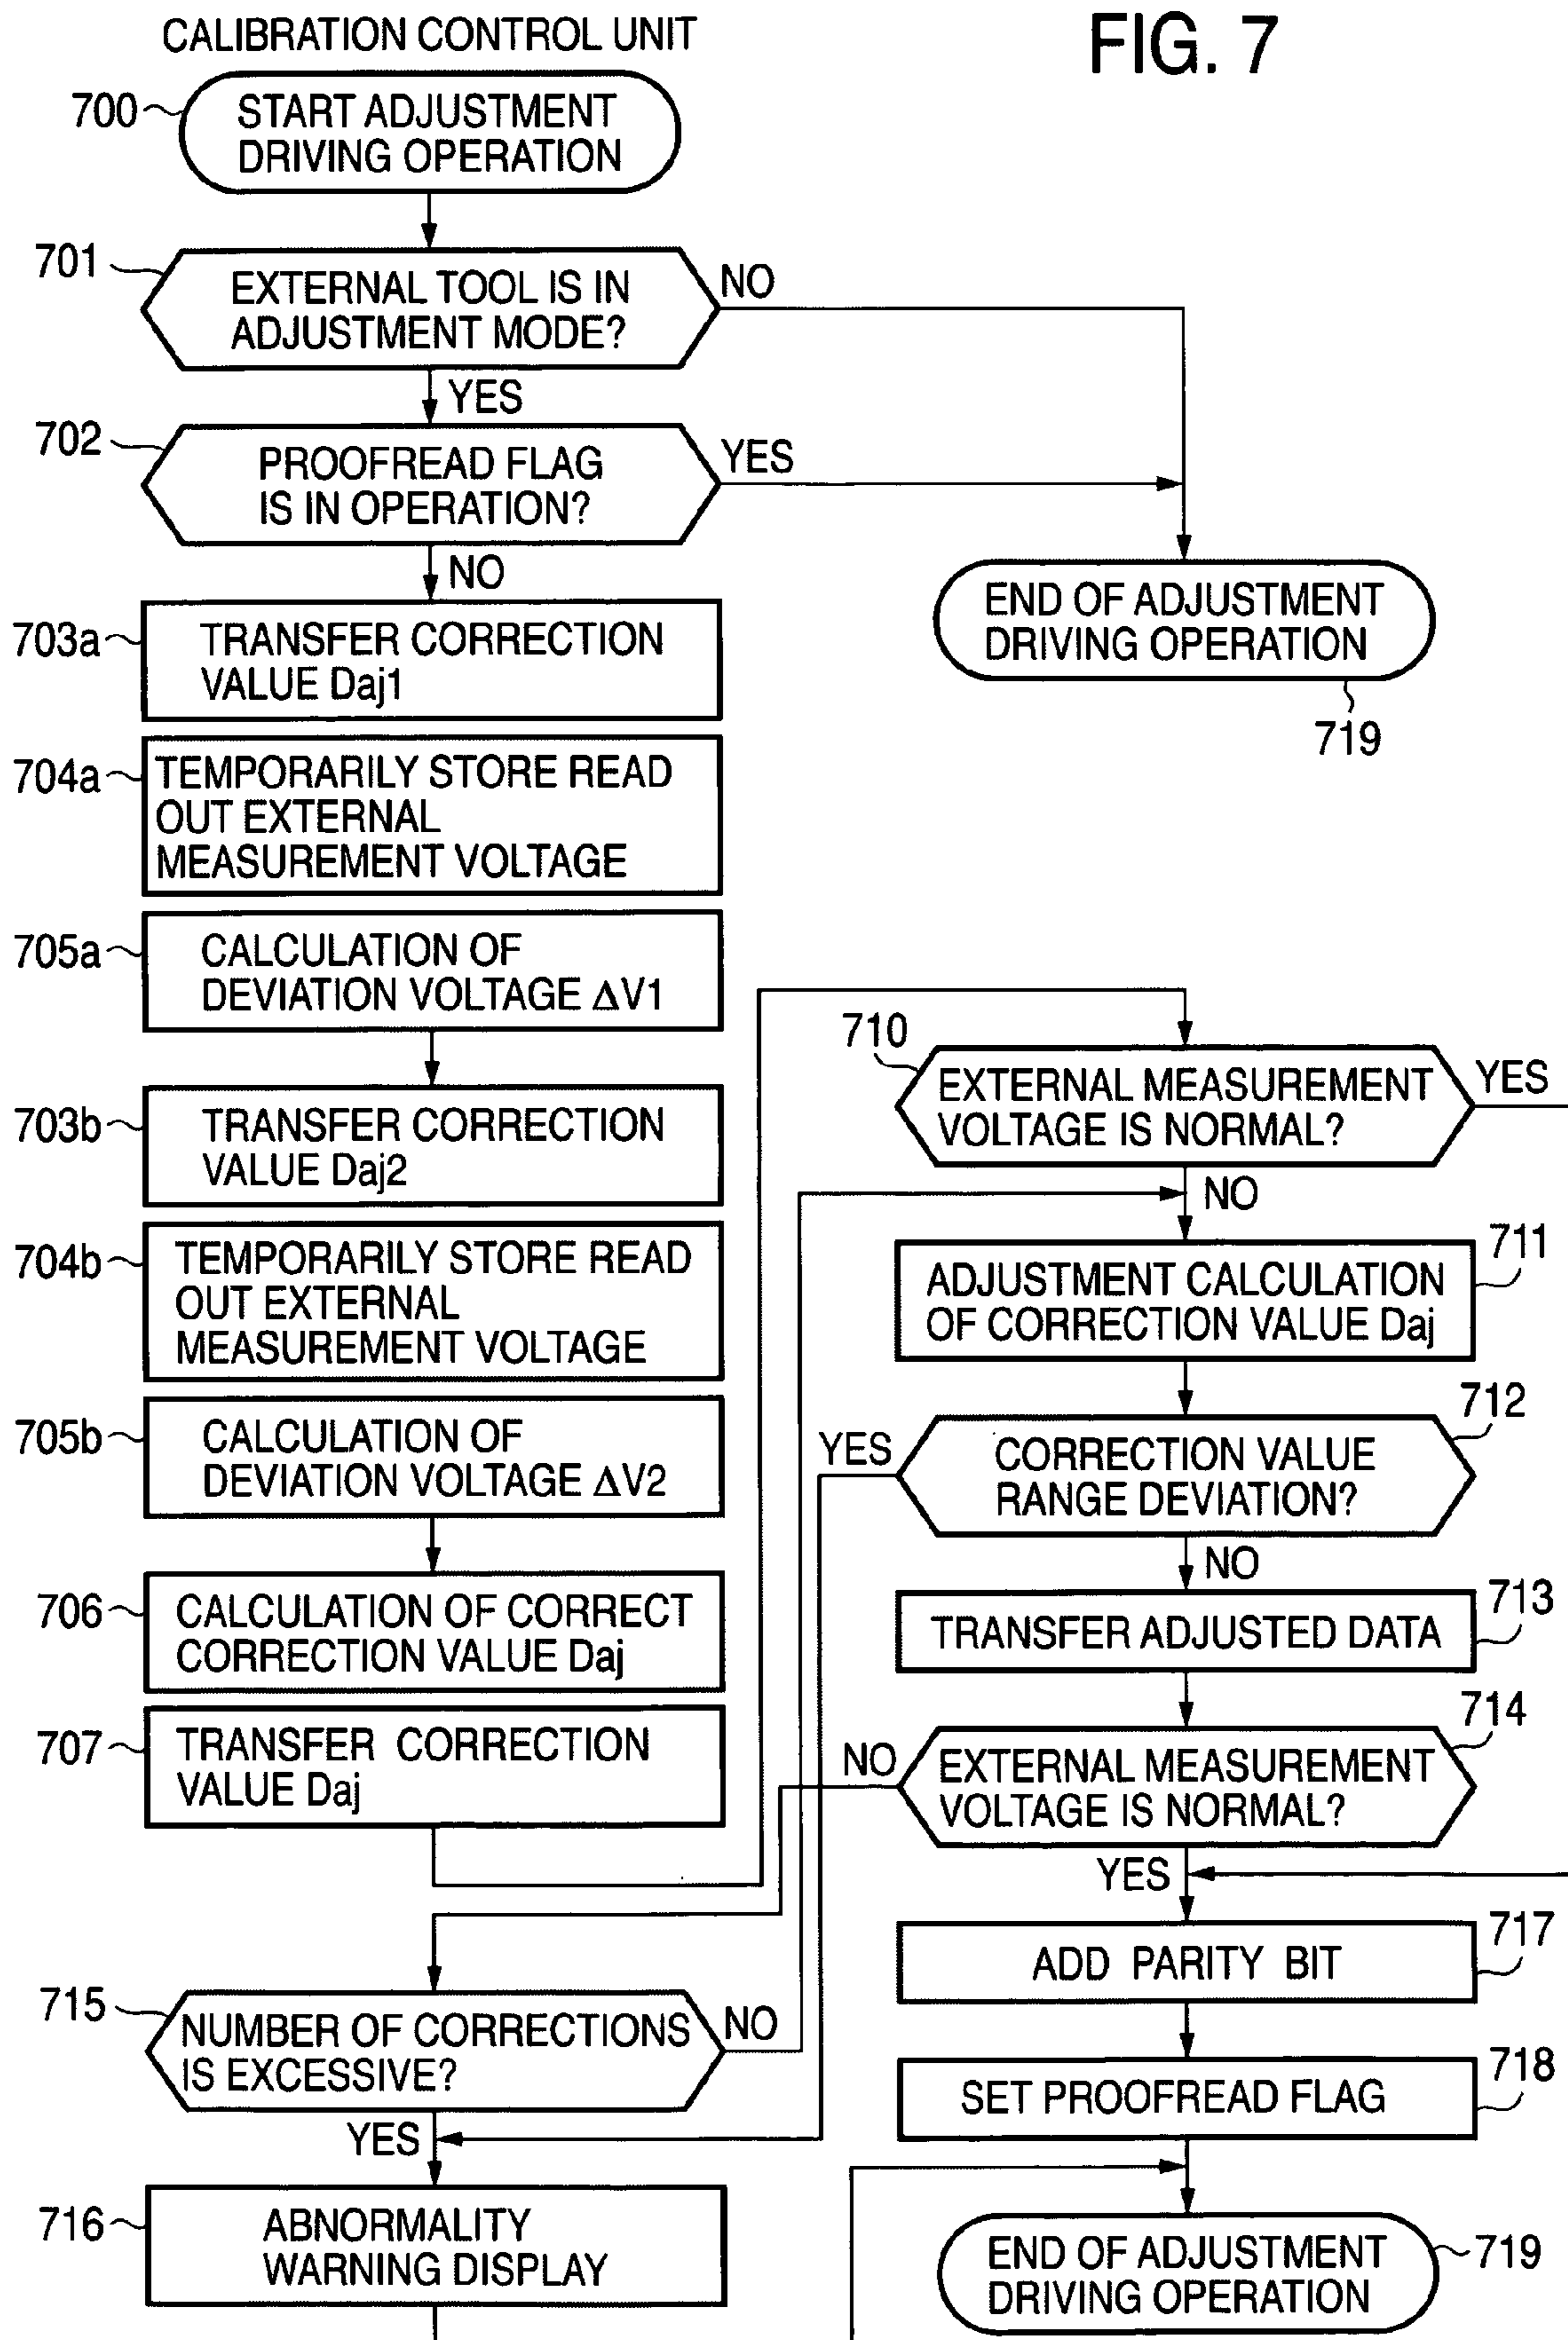 CALIBRATION CONTROL UNIT
FIG. 7
700
START ADJUSTMENT
DRIVING OPERATION
701
EXTERNAL TOOL IS IN
ADJUSTMENT MODE?
NO
YES
702
PROOFREAD FLAG
IS IN OPERATION?
YES
NO
END OF ADJUSTMENT
DRIVING OPERATION
719
703a
TRANSFER CORRECTION
VALUE Daj1
704a
TEMPORARILY STORE READ
OUT EXTERNAL
MEASUREMENT VOLTAGE
705a
CALCULATION OF
DEVIATION VOLTAGE ΔV1
703b
TRANSFER CORRECTION
VALUE Daj2
704b
TEMPORARILY STORE READ
OUT EXTERNAL
MEASUREMENT VOLTAGE
705b
CALCULATION OF
DEVIATION VOLTAGE ΔV2
706
CALCULATION OF CORRECT
CORRECTION VALUE Daj
707
TRANSFER CORRECTION
VALUE Daj
710
EXTERNAL MEASUREMENT
VOLTAGE IS NORMAL?
YES
NO
711
ADJUSTMENT CALCULATION
OF CORRECTION VALUE Daj
712
YES
CORRECTION VALUE
RANGE DEVIATION?
NO
713
TRANSFER ADJUSTED DATA
714
NO
EXTERNAL MEASUREMENT
VOLTAGE IS NORMAL?
YES
715
NUMBER OF CORRECTIONS
IS EXCESSIVE?
NO
YES
716
ABNORMALITY
WARNING DISPLAY
717
ADD PARITY BIT
718
SET PROOFREAD FLAG
END OF ADJUSTMENT
DRIVING OPERATION
719